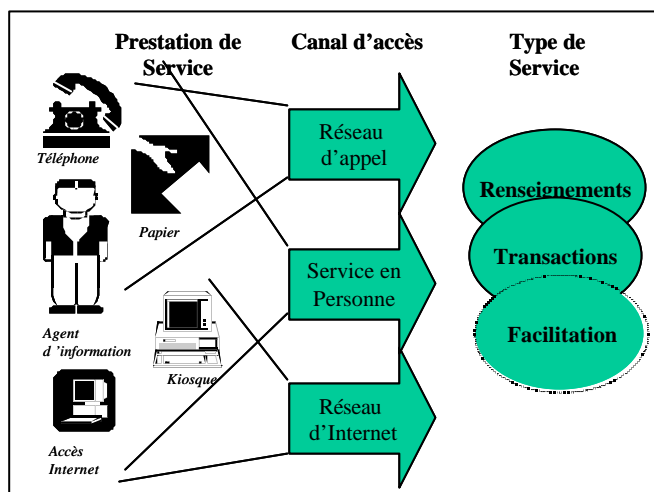 Prestation de
Service
Canal d'accès
Type de
Service
Téléphone
Papier
Agent
d 'information
Kiosque
Accès
Internet
Réseau
d'appel
Service en
Personne
Réseau
d'Internet
Renseignements
Transactions
Facilitation